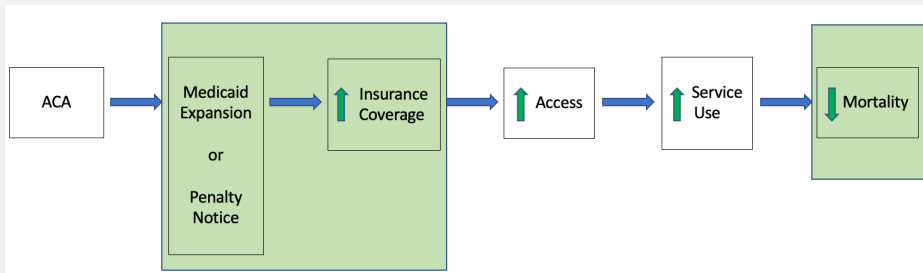 ACA
Medicaid
Expansion
or
Penalty
Notice
Insurance
Coverage
Access
Service
Use
Mortality